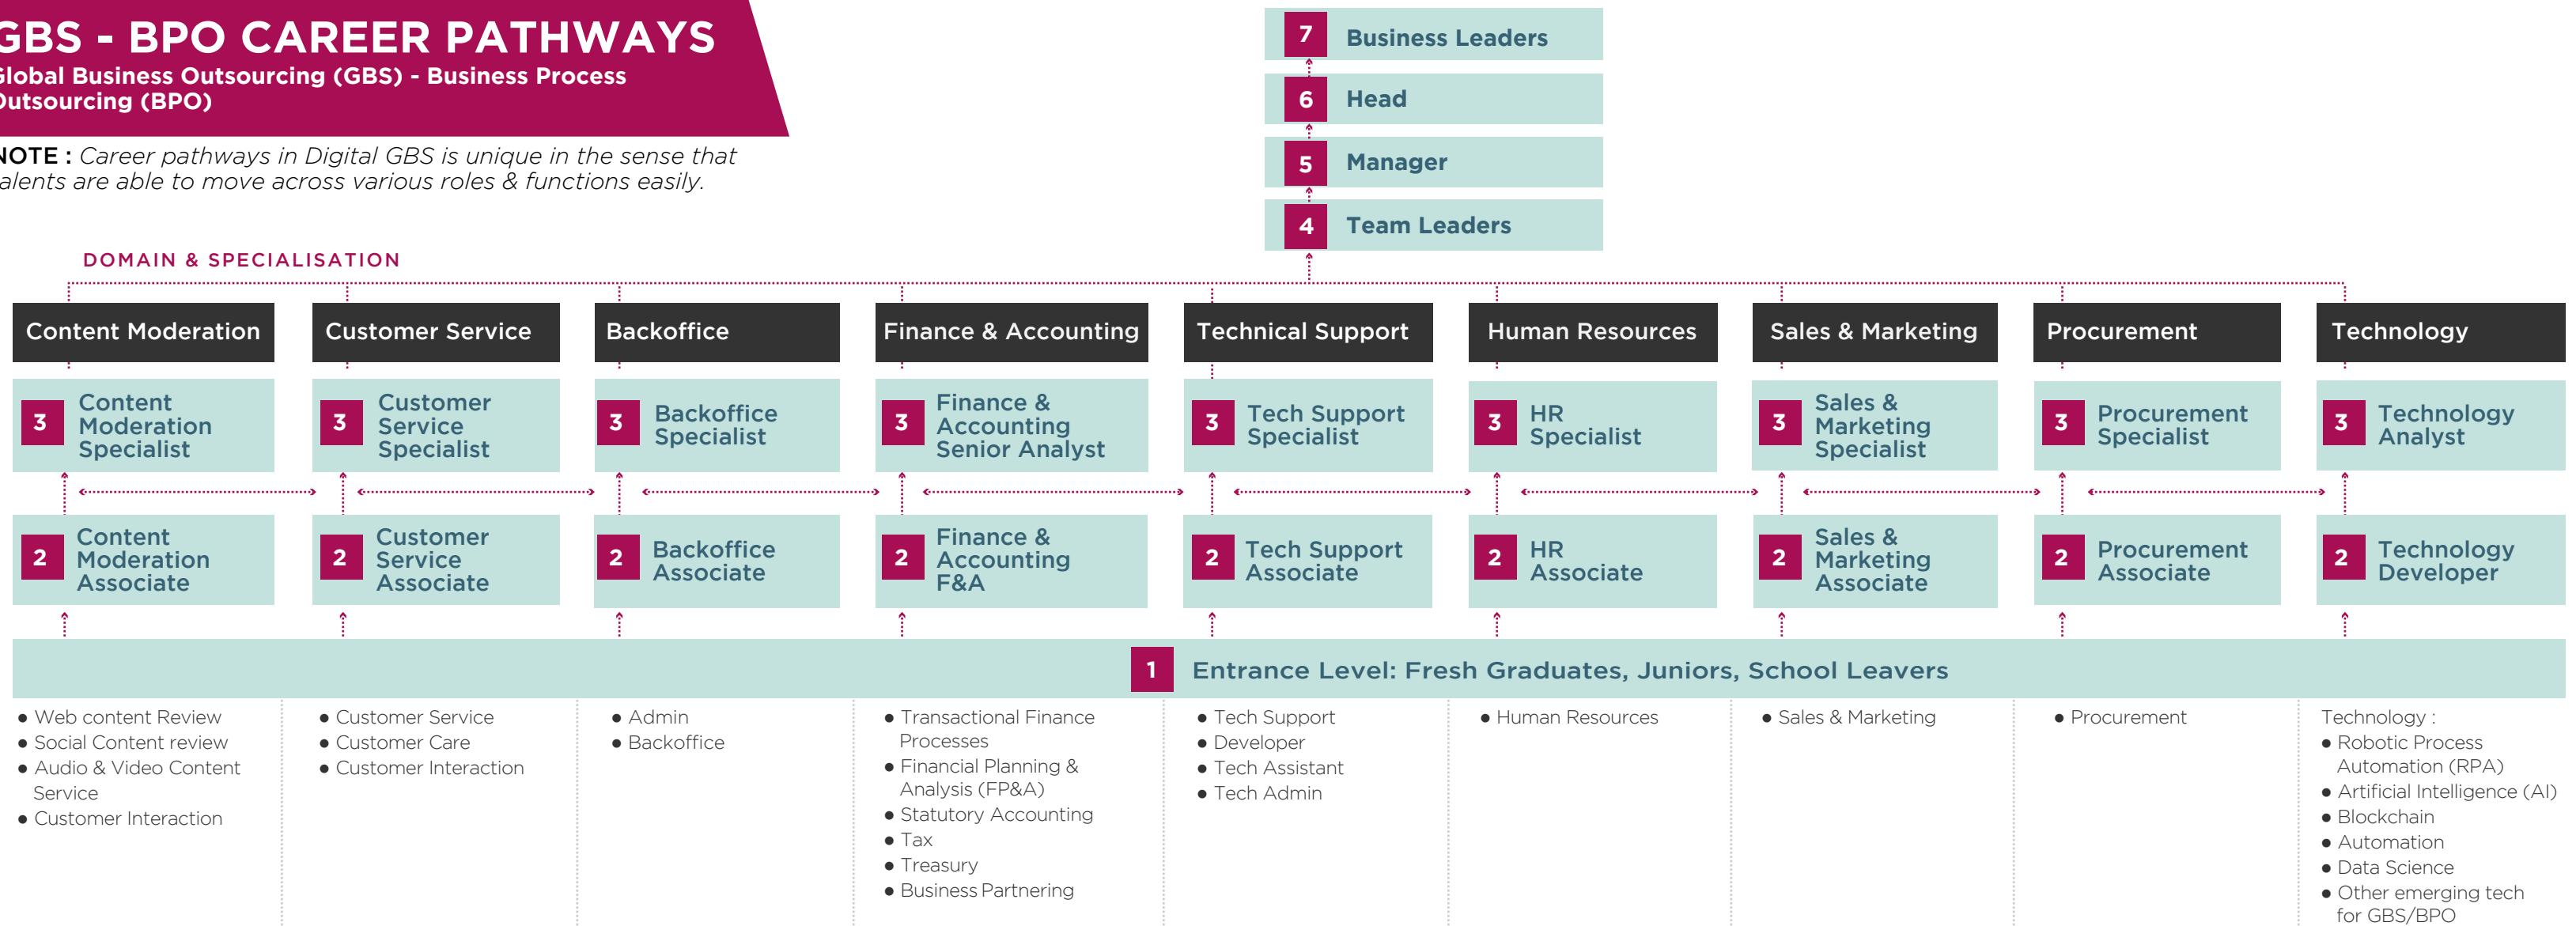 GBS - BPO CAREER PATHWAYS
Global Business Outsourcing (GBS) - Business Process
Outsourcing (BPO)
NOTE : Career pathways in Digital GBS is unique in the sense that
talents are able to move across various roles & functions easily.
7 Business Leaders
6 Head
5 Manager
4 Team Leaders
DOMAIN & SPECIALISATION
Content Moderation
Customer Service
Backoffice
Finance & Accounting
Technical Support
Human Resources
Sales & Marketing
Procurement
Technology
3 Content
Moderation
Specialist
3 Customer
Service
Specialist
3 Backoffice
Specialist
3 Finance &
Accounting
Senior Analyst
3 Tech Support
Specialist
3 HR
Specialist
3 Sales &
Marketing
Specialist
3 Procurement
Specialist
3 Technology
Analyst
2 Content
Moderation
Associate
2 Customer
Service
Associate
2 Backoffice
Associate
2 Finance &
Accounting
F&A
2 Tech Support
Associate
2 HR
Associate
2 Sales &
Marketing
Associate
2 Procurement
Associate
2 Technology
Developer
1 Entrance Level: Fresh Graduates, Juniors, School Leavers
● Web content Review
● Social Content review
● Audio & Video Content
Service
● Customer Interaction
● Customer Service
● Customer Care
● Customer Interaction
● Admin
● Backoffice
● Transactional Finance
Processes
● Financial Planning &
Analysis (FP&A)
● Statutory Accounting
● Tax
● Treasury
● Business Partnering
● Tech Support
● Developer
● Tech Assistant
● Tech Admin
● Human Resources
● Sales & Marketing
● Procurement
Technology :
● Robotic Process
Automation (RPA)
● Artificial Intelligence (AI)
● Blockchain
● Automation
● Data Science
● Other emerging tech
for GBS/BPO